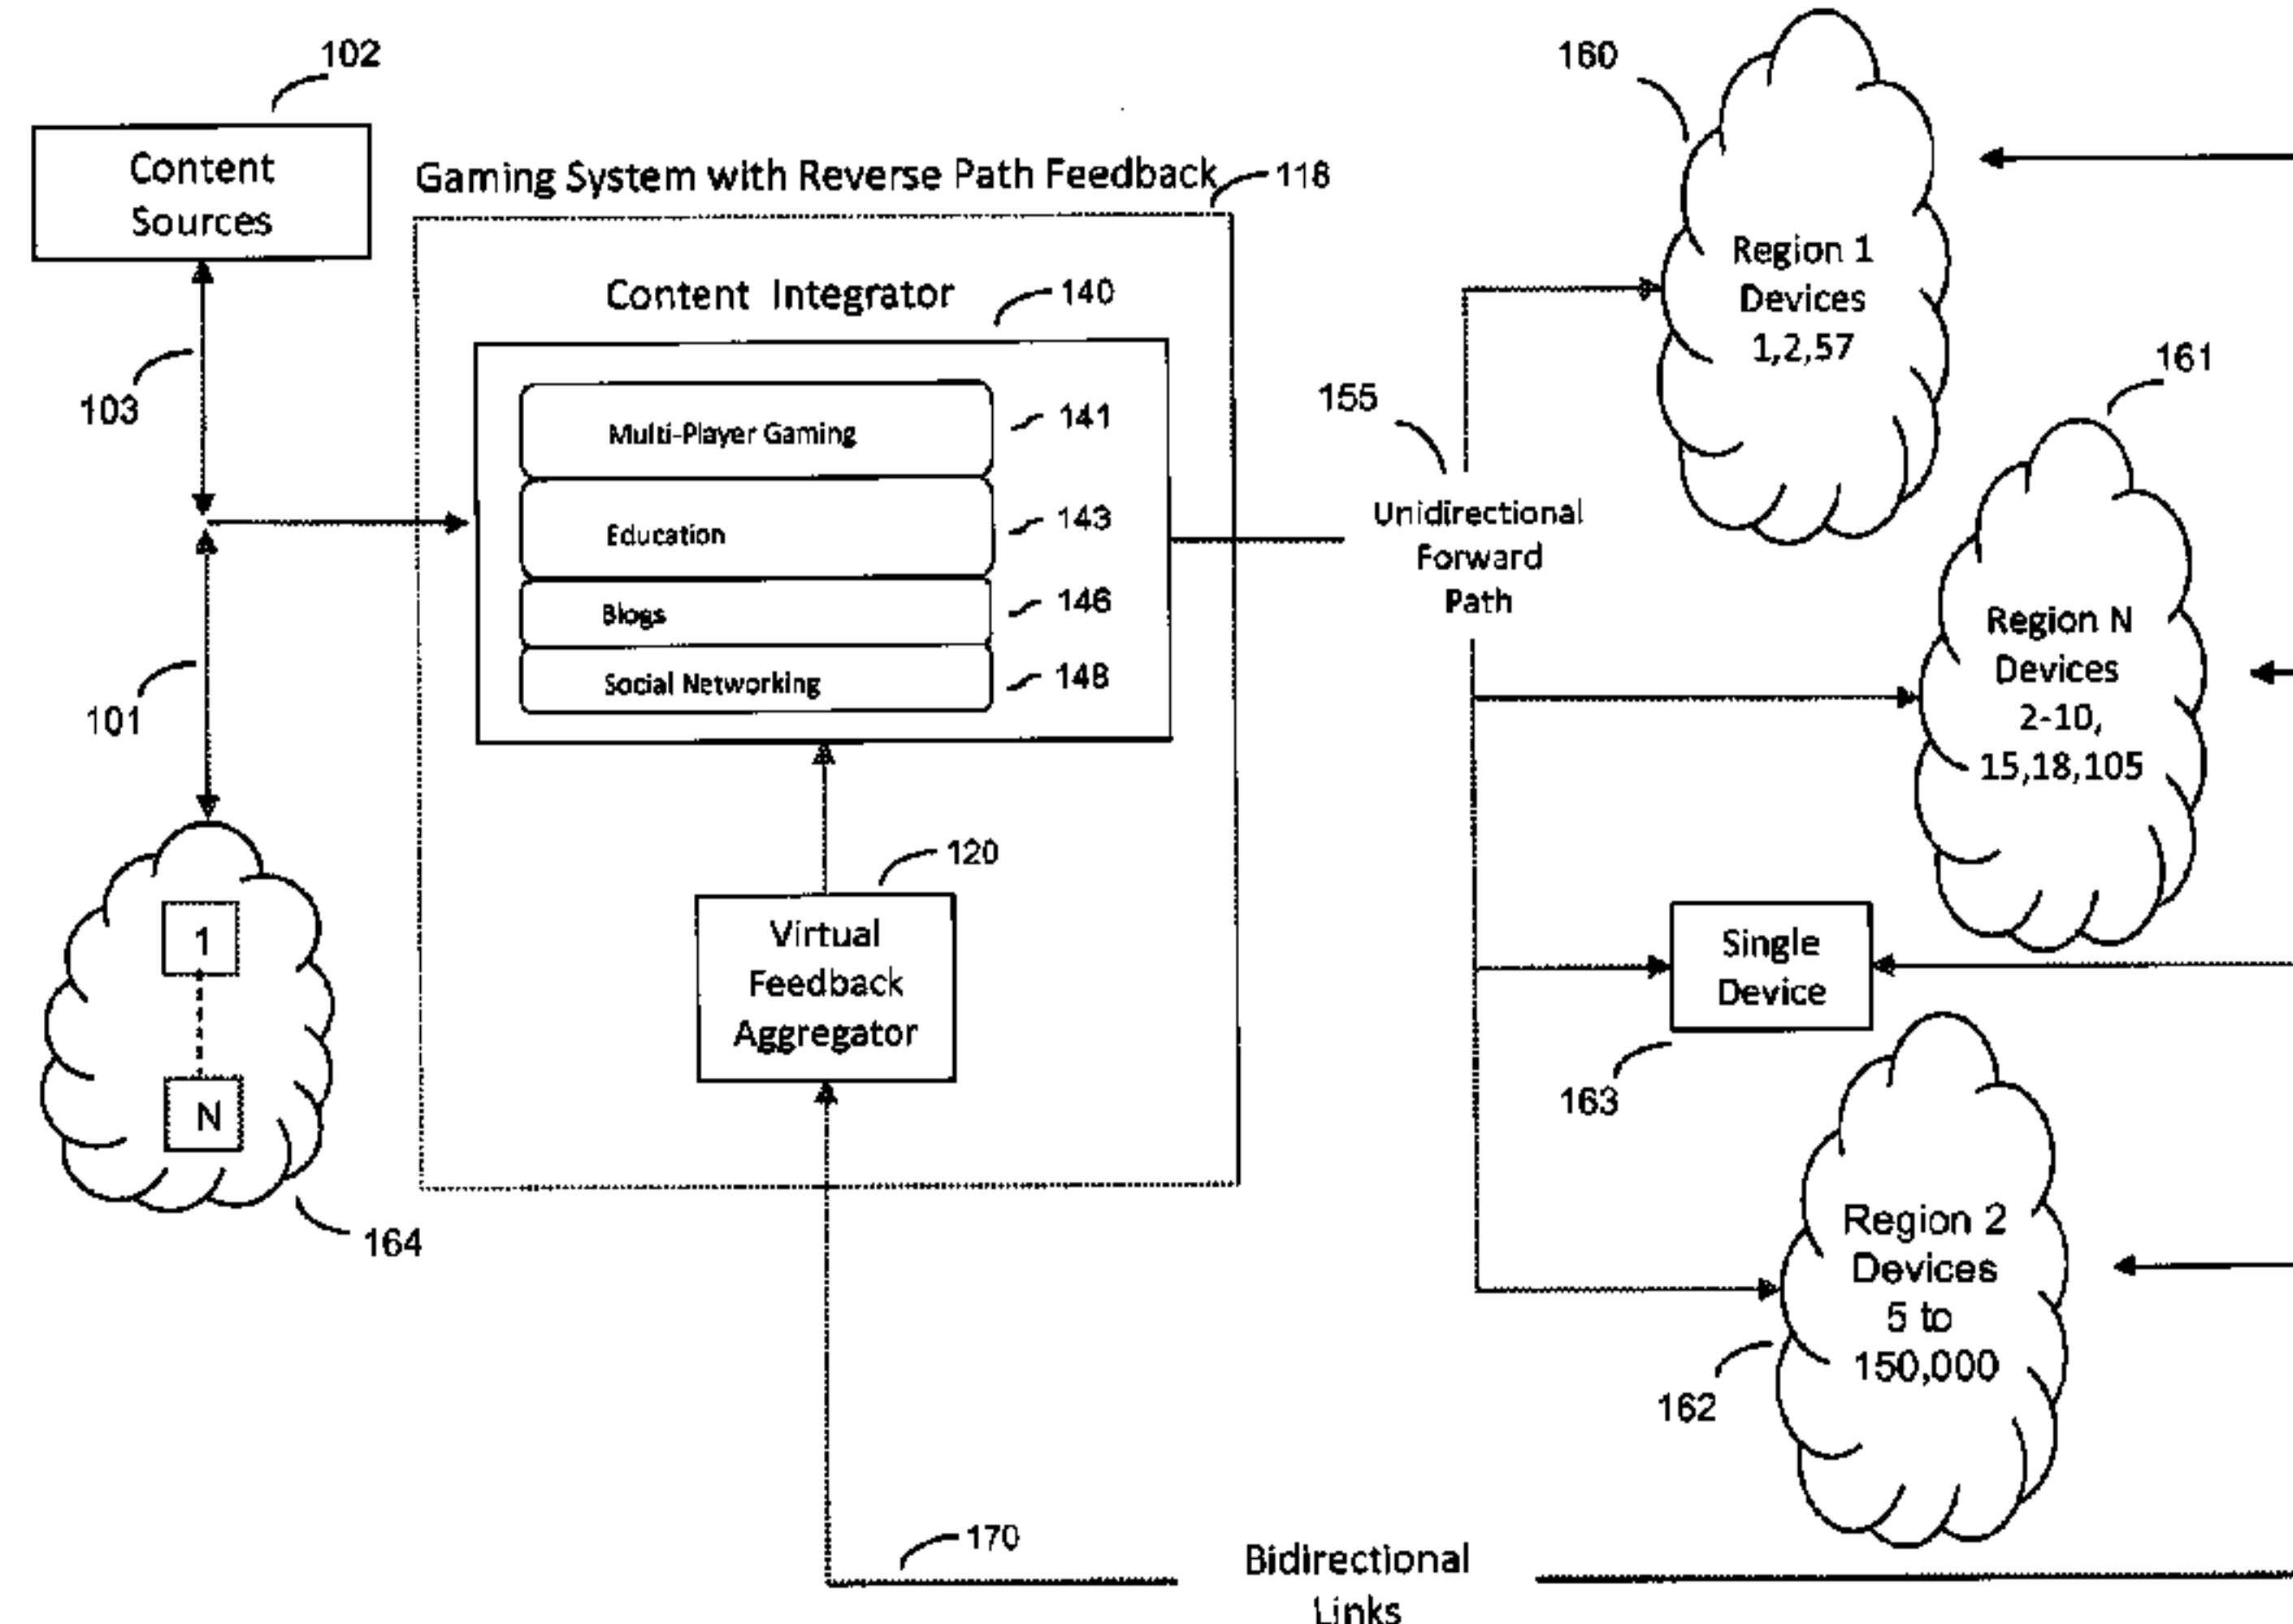 102
Content
Sources
103
101
1
N
164
Gaming System with Reverse Path Feedback
116
Content Integrator
140
Multi-Player Gaming
141
Education
143
Blogs
146
Social Networking
148
120
Virtual
Feedback
Aggregator
170
Bidirectional
Links
155
Unidirectional
Forward
Path
160
Region 1
Devices
1,2,57
161
Region N
Devices
2-10,
15,18,105
Single
Device
163
Region 2
Devices
5 to
150,000
162